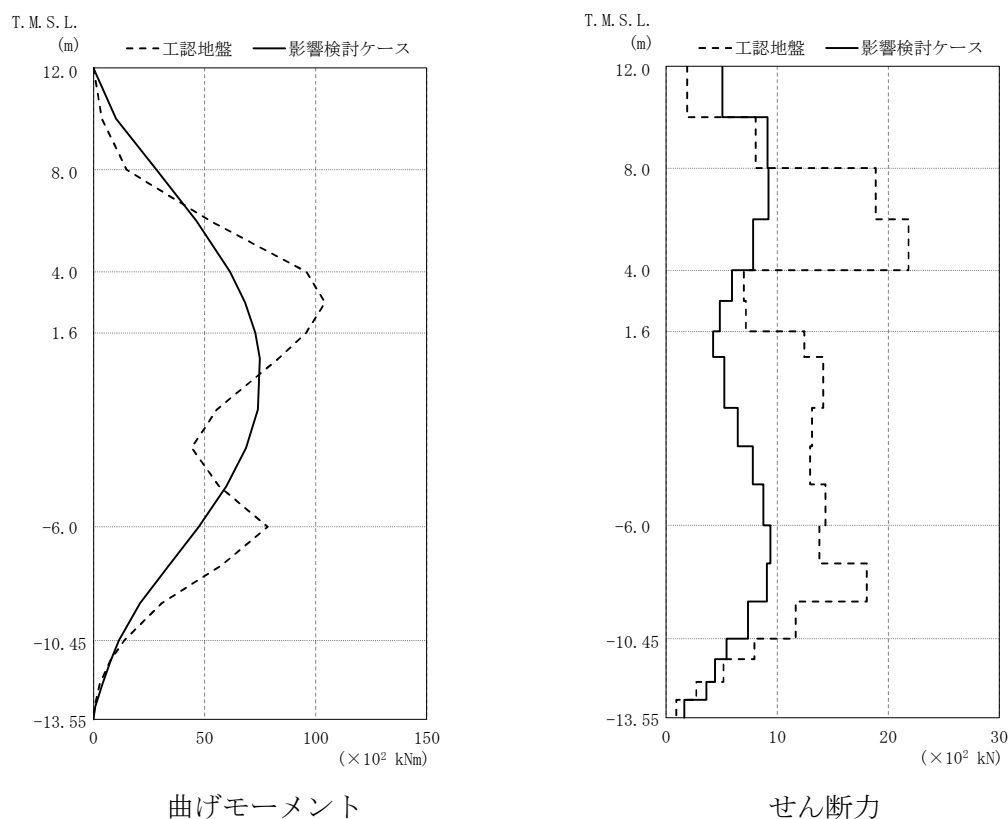 T.M.S.L.
(m)
工認地盤 影響検討ケース
12.0
8.0
4.0
1.6
-6.0
-10.45
-13.55
0 50 100 150
(×10² kNm)
曲げモーメント
T.M.S.L.
(m)
工認地盤 影響検討ケース
12.0
8.0
4.0
1.6
-6.0
-10.45
-13.55
0 10 20 30
(×10² kN)
せん断力